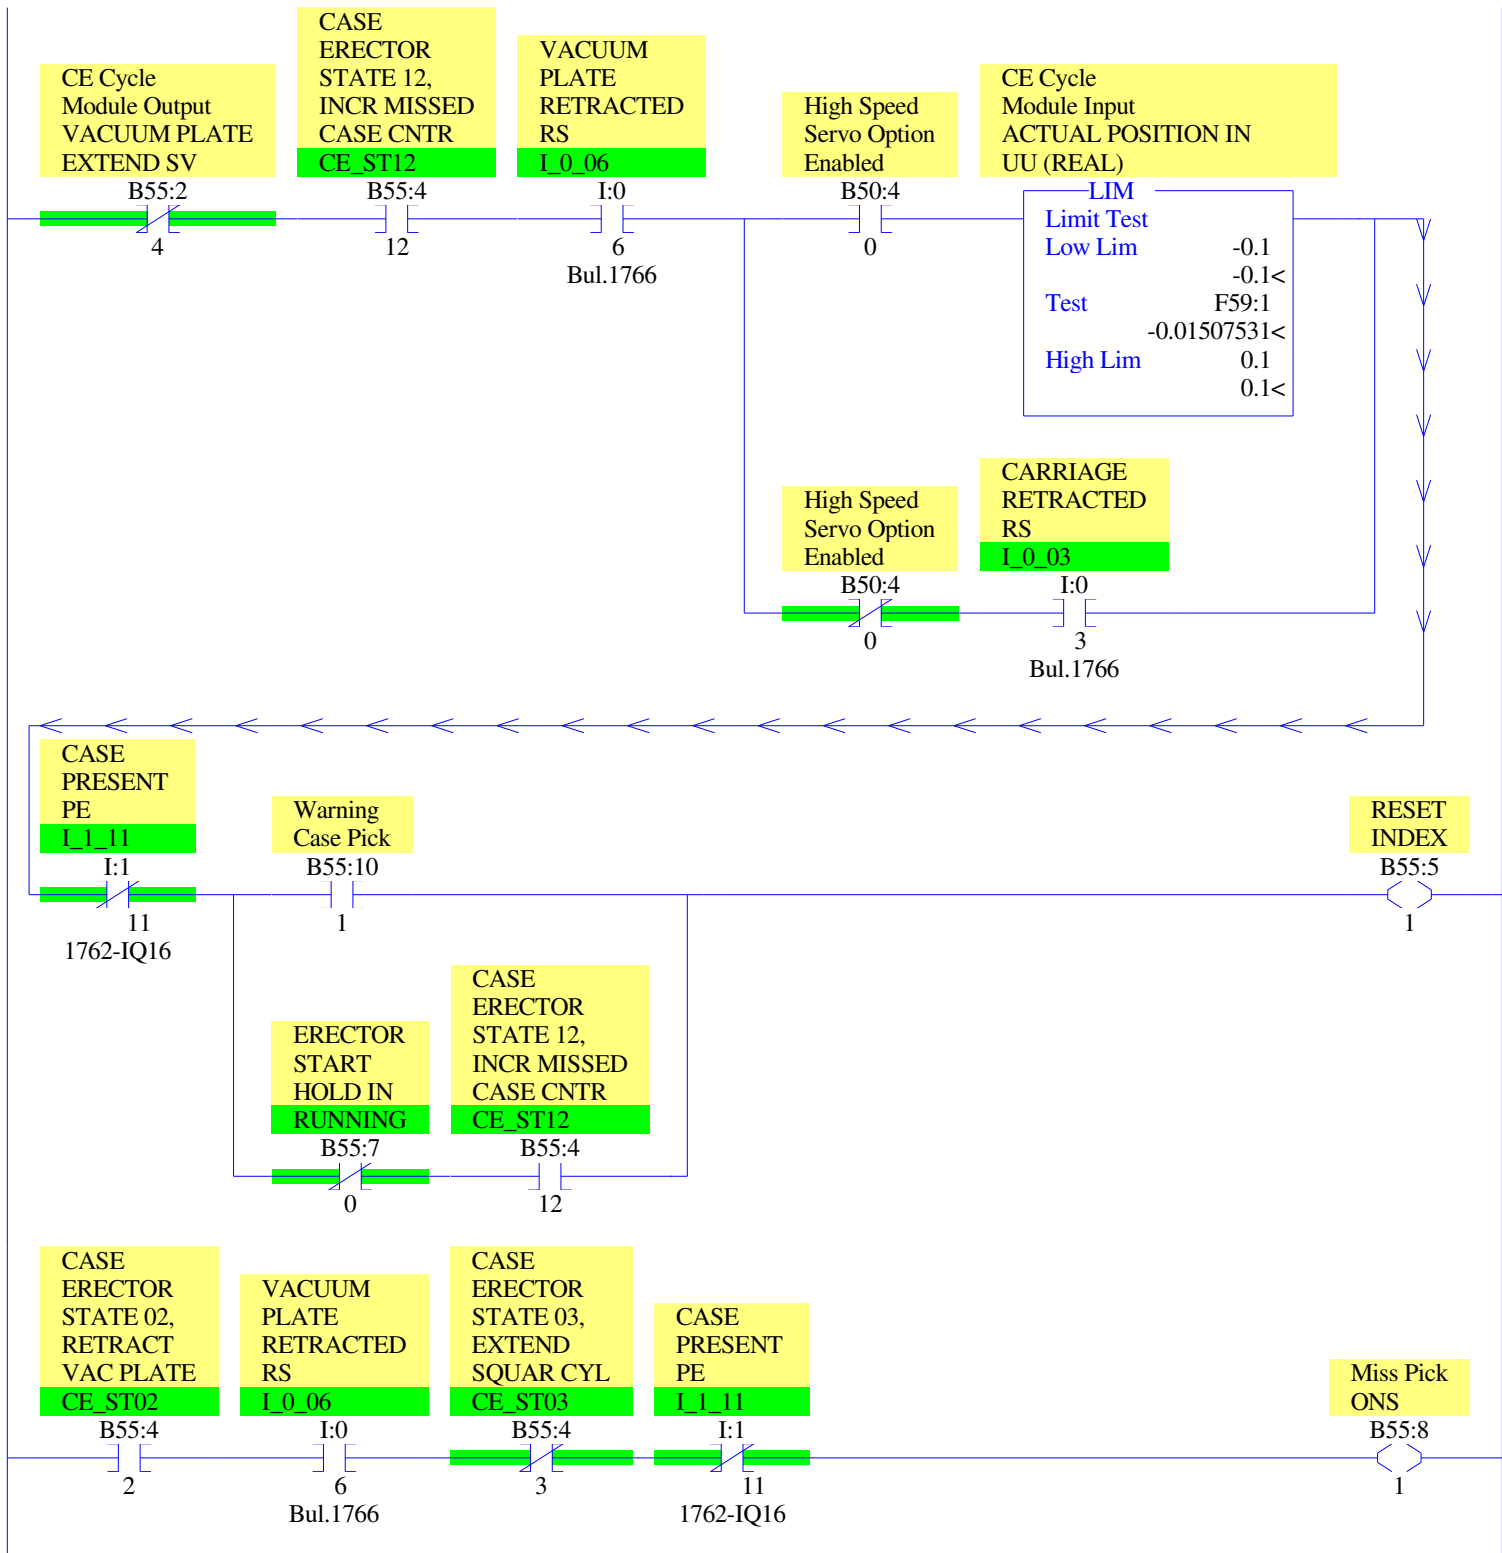 CE Cycle
Module Output
VACUUM PLATE
EXTEND SV
B55:2
4
CASE
ERECTOR
STATE 12,
INCR MISSED
CASE CNTR
CE_ST12
B55:4
12
VACUUM
PLATE
RETRACTED
RS
I_0_06
I:0
6
Bul.1766
High Speed
Servo Option
Enabled
B50:4
0
CE Cycle
Module Input
ACTUAL POSITION IN
UU (REAL)
LIM
Limit Test
Low Lim -0.1
-0.1<
Test F59:1
-0.01507531<
High Lim 0.1
0.1<
High Speed
Servo Option
Enabled
B50:4
0
CARRIAGE
RETRACTED
RS
I_0_03
I:0
3
Bul.1766
CASE
PRESENT
PE
I_1_11
I:1
11
1762-IQ16
Warning
Case Pick
B55:10
1
RESET
INDEX
B55:5
1
ERECTOR
START
HOLD IN
RUNNING
B55:7
0
CASE
ERECTOR
STATE 12,
INCR MISSED
CASE CNTR
CE_ST12
B55:4
12
CASE
ERECTOR
STATE 02,
RETRACT
VAC PLATE
CE_ST02
B55:4
2
VACUUM
PLATE
RETRACTED
RS
I_0_06
I:0
6
Bul.1766
CASE
ERECTOR
STATE 03,
EXTEND
SQUAR CYL
CE_ST03
B55:4
3
CASE
PRESENT
PE
I_1_11
I:1
11
1762-IQ16
Miss Pick
ONS
B55:8
1